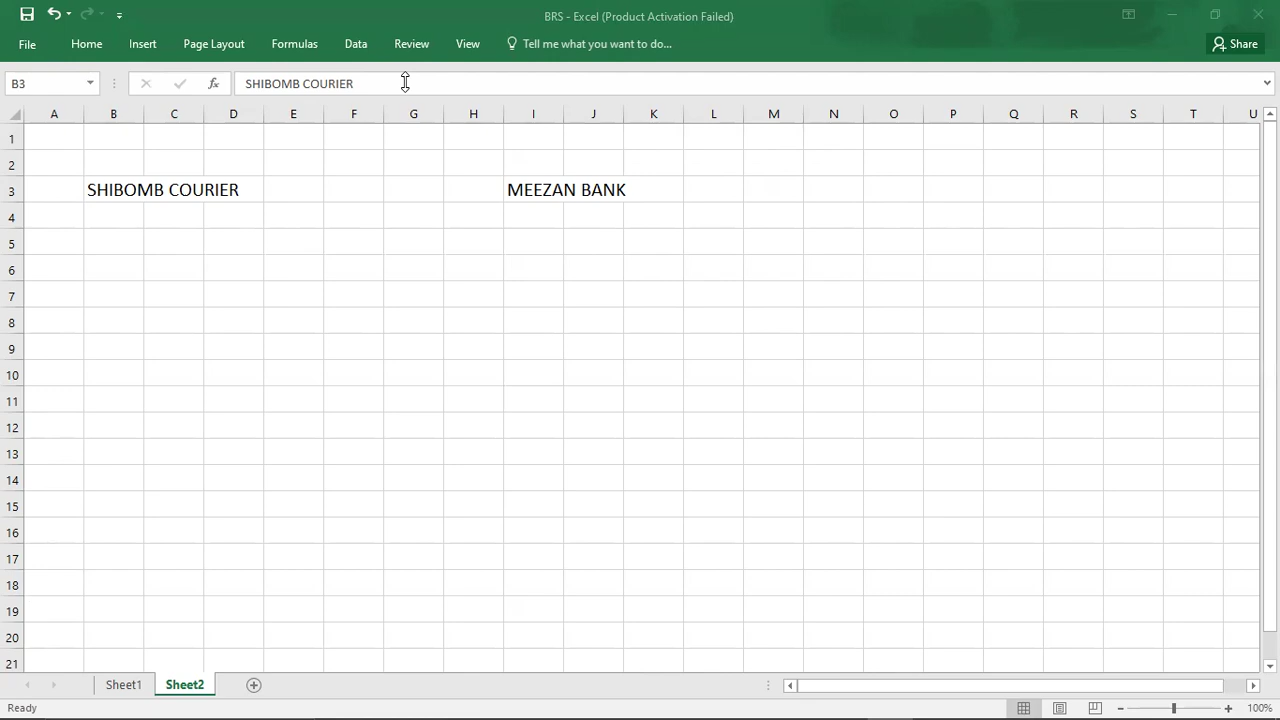 BRS - Excel (Product Activation Failed)
File Home Insert Page Layout Formulas Data Review View Tell me what you want to do... Share
B3 fx SHIBOMB COURIER
A B C D E F G H I J K L M N O P Q R S T U
1
2
3 SHIBOMB COURIER MEEZAN BANK
4
5
6
7
8
9
10
11
12
13
14
15
16
17
18
19
20
21
Sheet1 Sheet2
Ready 100%